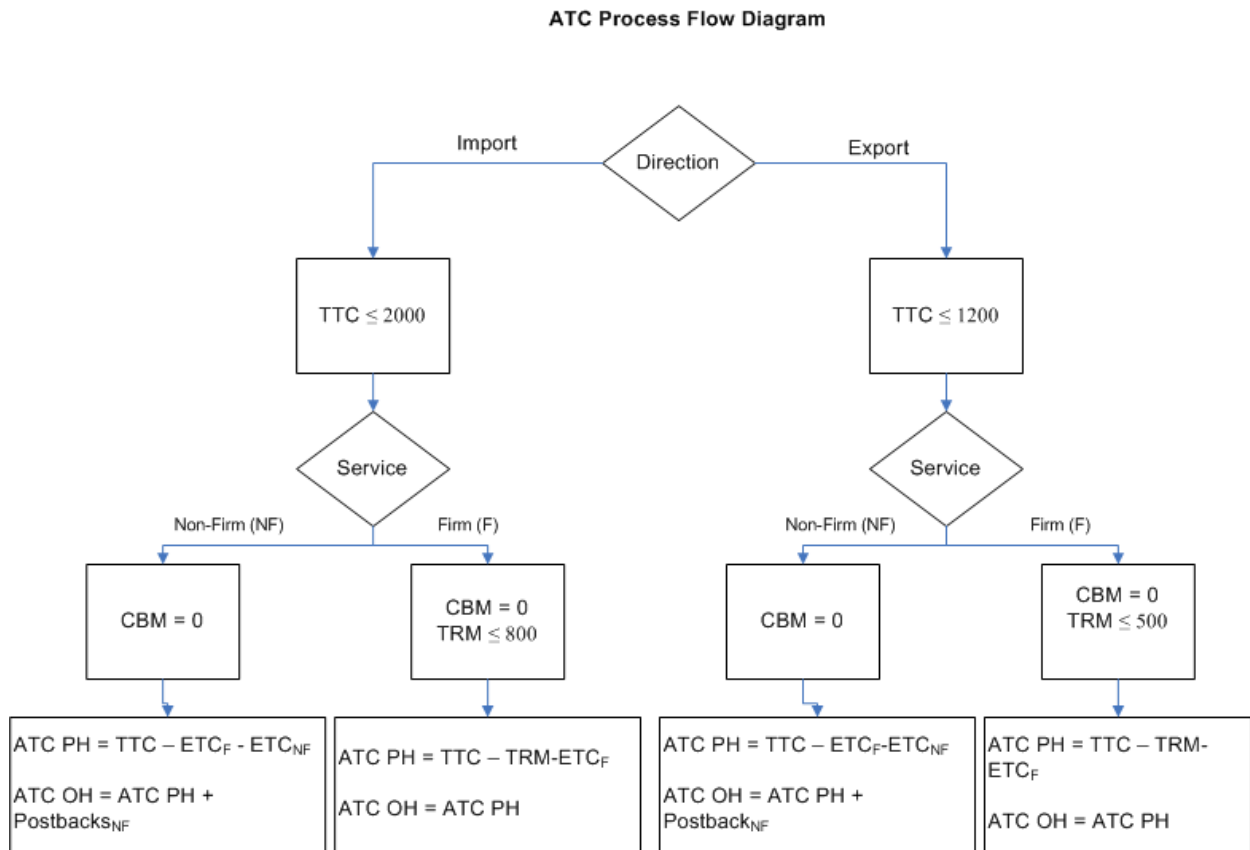 ATC Process Flow Diagram
Import
Direction
Export
TTC ≤ 2000
TTC ≤ 1200
Service
Service
Non-Firm (NF)
Firm (F)
Non-Firm (NF)
Firm (F)
CBM = 0
CBM = 0
TRM ≤ 800
CBM = 0
CBM = 0
TRM ≤ 500
ATC PH = TTC – ETCF - ETCNF
ATC OH = ATC PH +
PostbacksNF
ATC PH = TTC – TRM-ETCF
ATC OH = ATC PH
ATC PH = TTC – ETCF-ETCNF
ATC OH = ATC PH +
PostbackNF
ATC PH = TTC – TRM-
ETCF
ATC OH = ATC PH